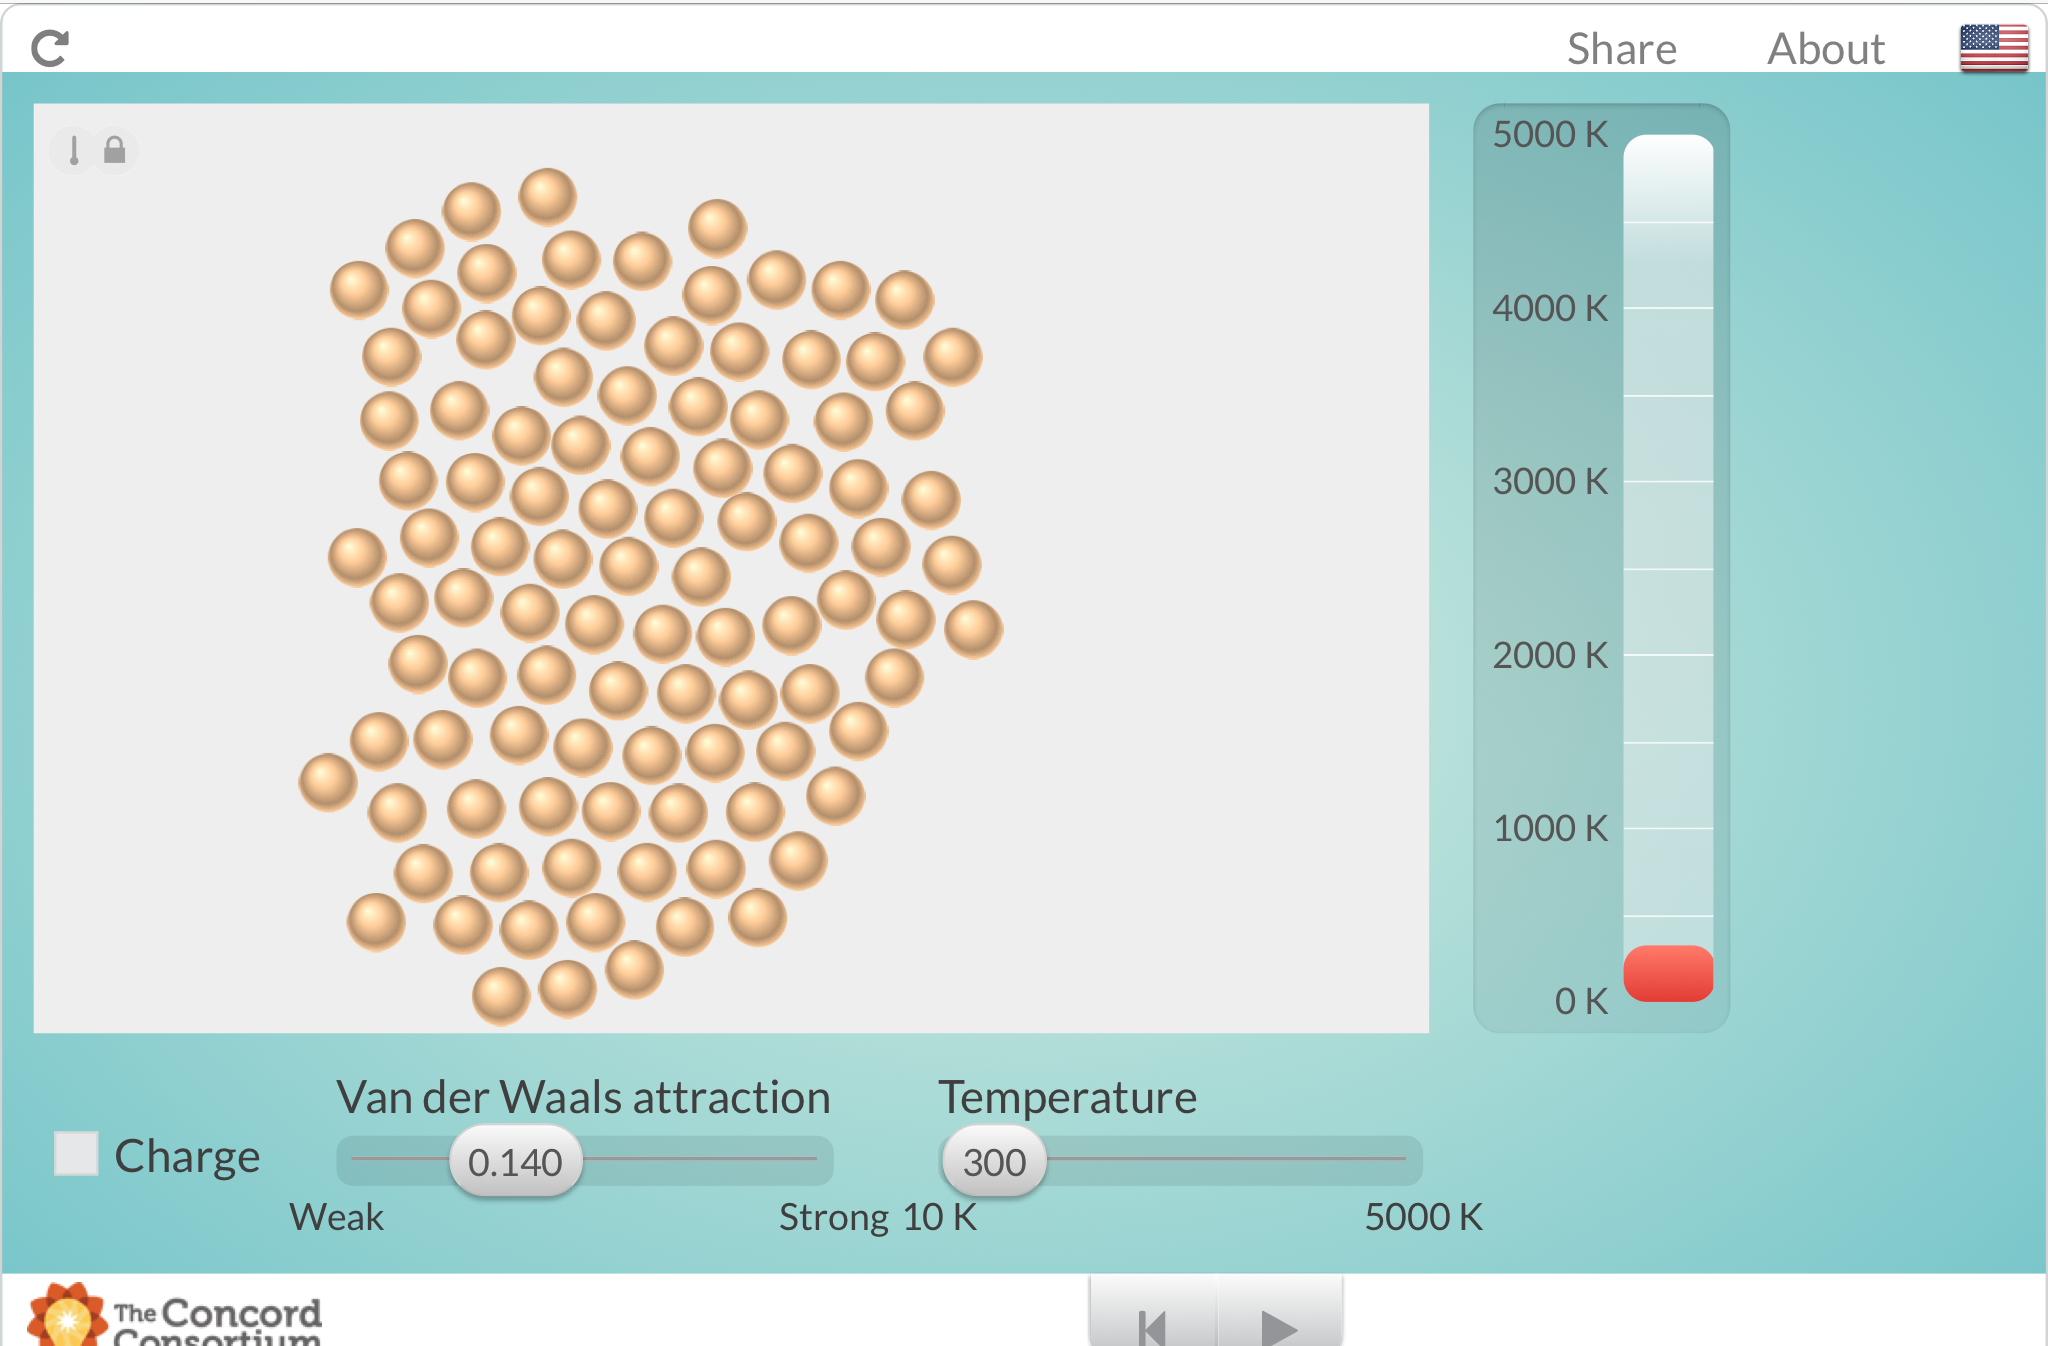 Share About
5000 K
4000 K
3000 K
2000 K
1000 K
0 K
Van der Waals attraction
Temperature
Charge
0.140
300
Weak
Strong
10 K
5000 K
The Concord
Consortium